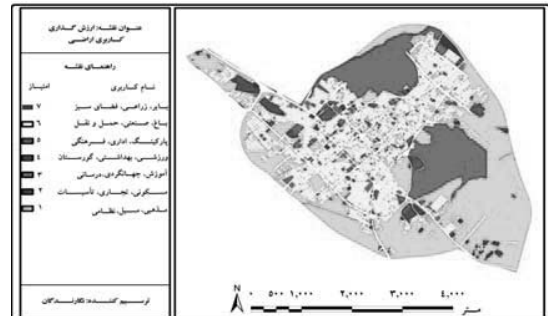 عنوان نقشه: ارزش گذاری
کاربری اراضی
راهنمای نقشه
نام کاربری امتیاز
بایر، زراعی، فضای سبز ۷
باغ، صنعتی، حمل و نقل ۶
پارکینگ، اداری، فرهنگی ۵
ورزشی، بهداشتی، گورستان ۴
آموزش، جهانگردی، درمانی ۳
مسکونی، تجاری، تأسیسات ۲
مذهبی، مسیل، نظامی ۱
ترسیم کننده: نگارندگان
N
۰ ۵۰۰ ۱,۰۰۰ ۲,۰۰۰ ۳,۰۰۰ ۴,۰۰۰
متر